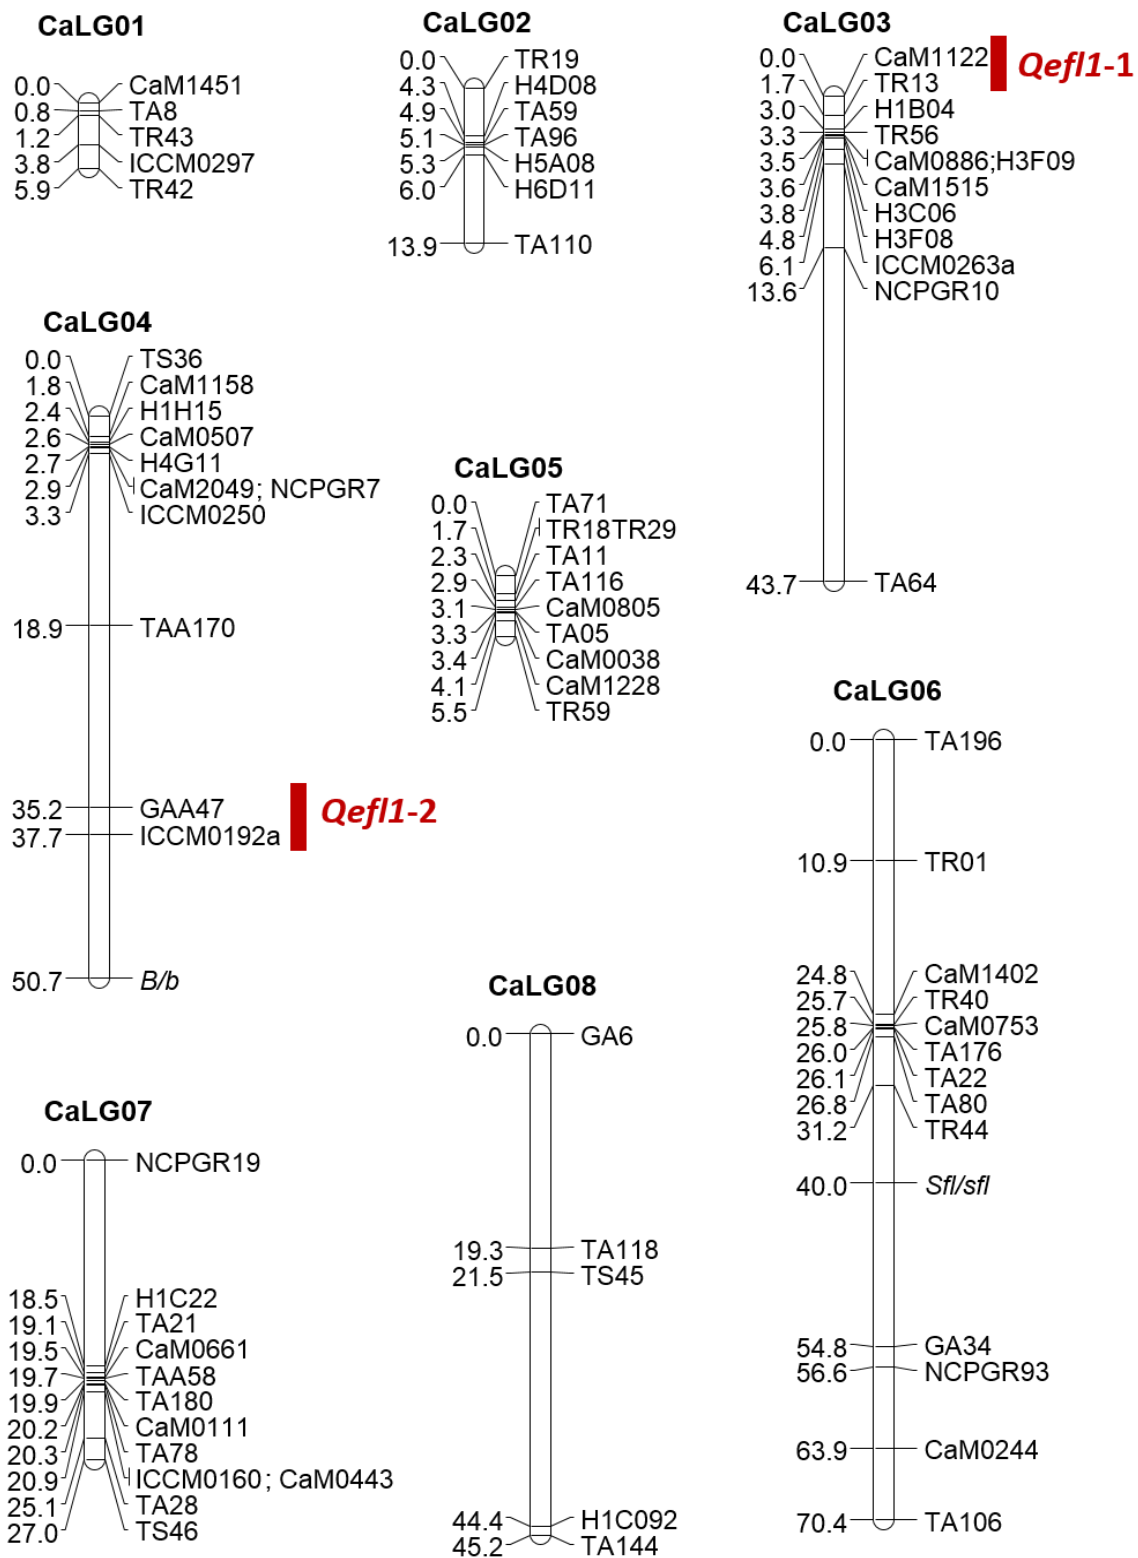 CaLG01
0.0 CaM1451
0.8 TA8
1.2 TR43
3.8 ICCM0297
5.9 TR42
CaLG02
0.0 TR19
4.3 H4D08
4.9 TA59
5.1 TA96
5.3 H5A08
6.0 H6D11
13.9 TA110
CaLG03
0.0 CaM1122
1.7 TR13
Qefl1-1
3.0 H1B04
3.3 TR56
3.5 CaM0886;H3F09
3.6 CaM1515
3.8 H3C06
4.8 H3F08
6.1 ICCM0263a
13.6 NCPGR10
43.7 TA64
CaLG04
0.0 TS36
1.8 CaM1158
2.4 H1H15
2.6 CaM0507
2.7 H4G11
2.9 CaM2049; NCPGR7
3.3 ICCM0250
18.9 TAA170
35.2 GAA47
37.7 ICCM0192a
Qefl1-2
50.7 B/b
CaLG05
0.0 TA71
1.7 TR18TR29
2.3 TA11
2.9 TA116
3.1 CaM0805
3.3 TA05
3.4 CaM0038
4.1 CaM1228
5.5 TR59
CaLG06
0.0 TA196
10.9 TR01
24.8 CaM1402
25.7 TR40
25.8 CaM0753
26.0 TA176
26.1 TA22
26.8 TA80
31.2 TR44
40.0 Sfl/sfl
54.8 GA34
56.6 NCPGR93
63.9 CaM0244
70.4 TA106
CaLG07
0.0 NCPGR19
18.5 H1C22
19.1 TA21
19.5 CaM0661
19.7 TAA58
19.9 TA180
20.2 CaM0111
20.3 TA78
20.9 ICCM0160; CaM0443
25.1 TA28
27.0 TS46
CaLG08
0.0 GA6
19.3 TA118
21.5 TS45
44.4 H1C092
45.2 TA144